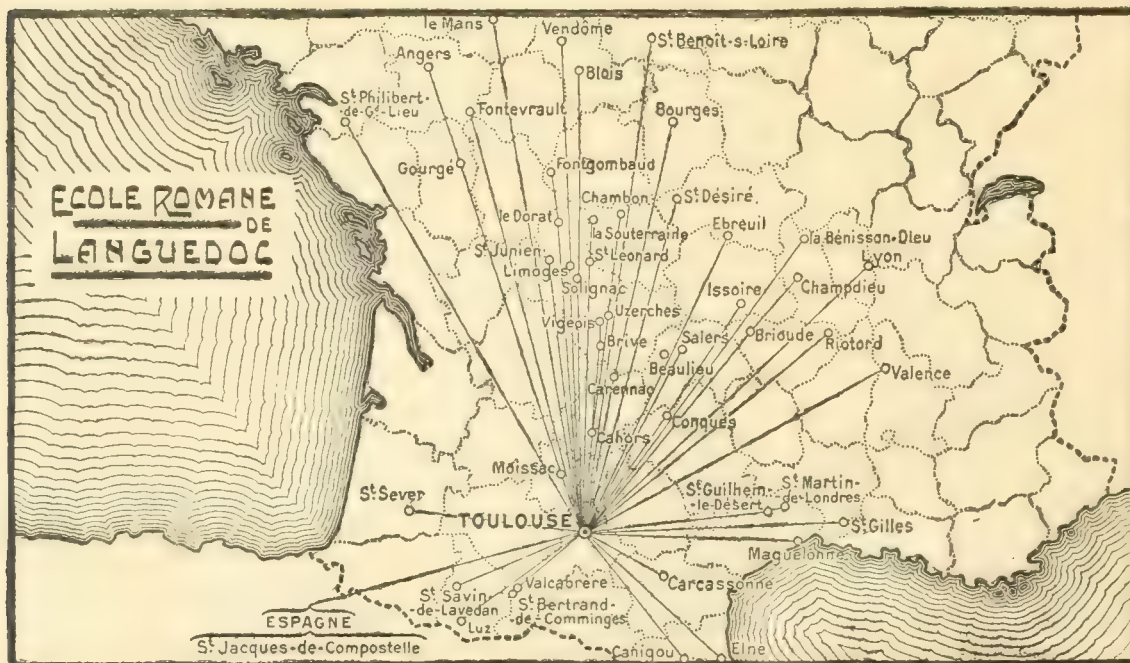 le Mans
Vendôme
St Benoît-s-Loire
Angers
Blois
St Philibert-
de-Gd-Lieu
Fontevrault
Bourges
Gourgé
Fontgombaud
ECOLE ROMANE
DE
LANGUEDOC
Chambon
St Désiré
le Dorat
la Souterraine
Ebreuil
la Bénisson-Dieu
St Junien
St Léonard
Lyon
Limoges
Solignac
Issoire
Champdieu
Uzerches
Vigeois
Brive
Salers
Brioude
Riotord
Beaulieu
Carennac
Valence
Conques
Cahors
Moissac
St Sever
TOULOUSE
St Guilhem-
le-Désert
St Martin-
de-Londres
St Gilles
Maguelonne
Carcassonne
Valcabrère
St Savin
de-Lavedan
Luz
St Bertrand-
de-Comminges
ESPAGNE
St Jacques-de-Compostelle
Canigou
Elne